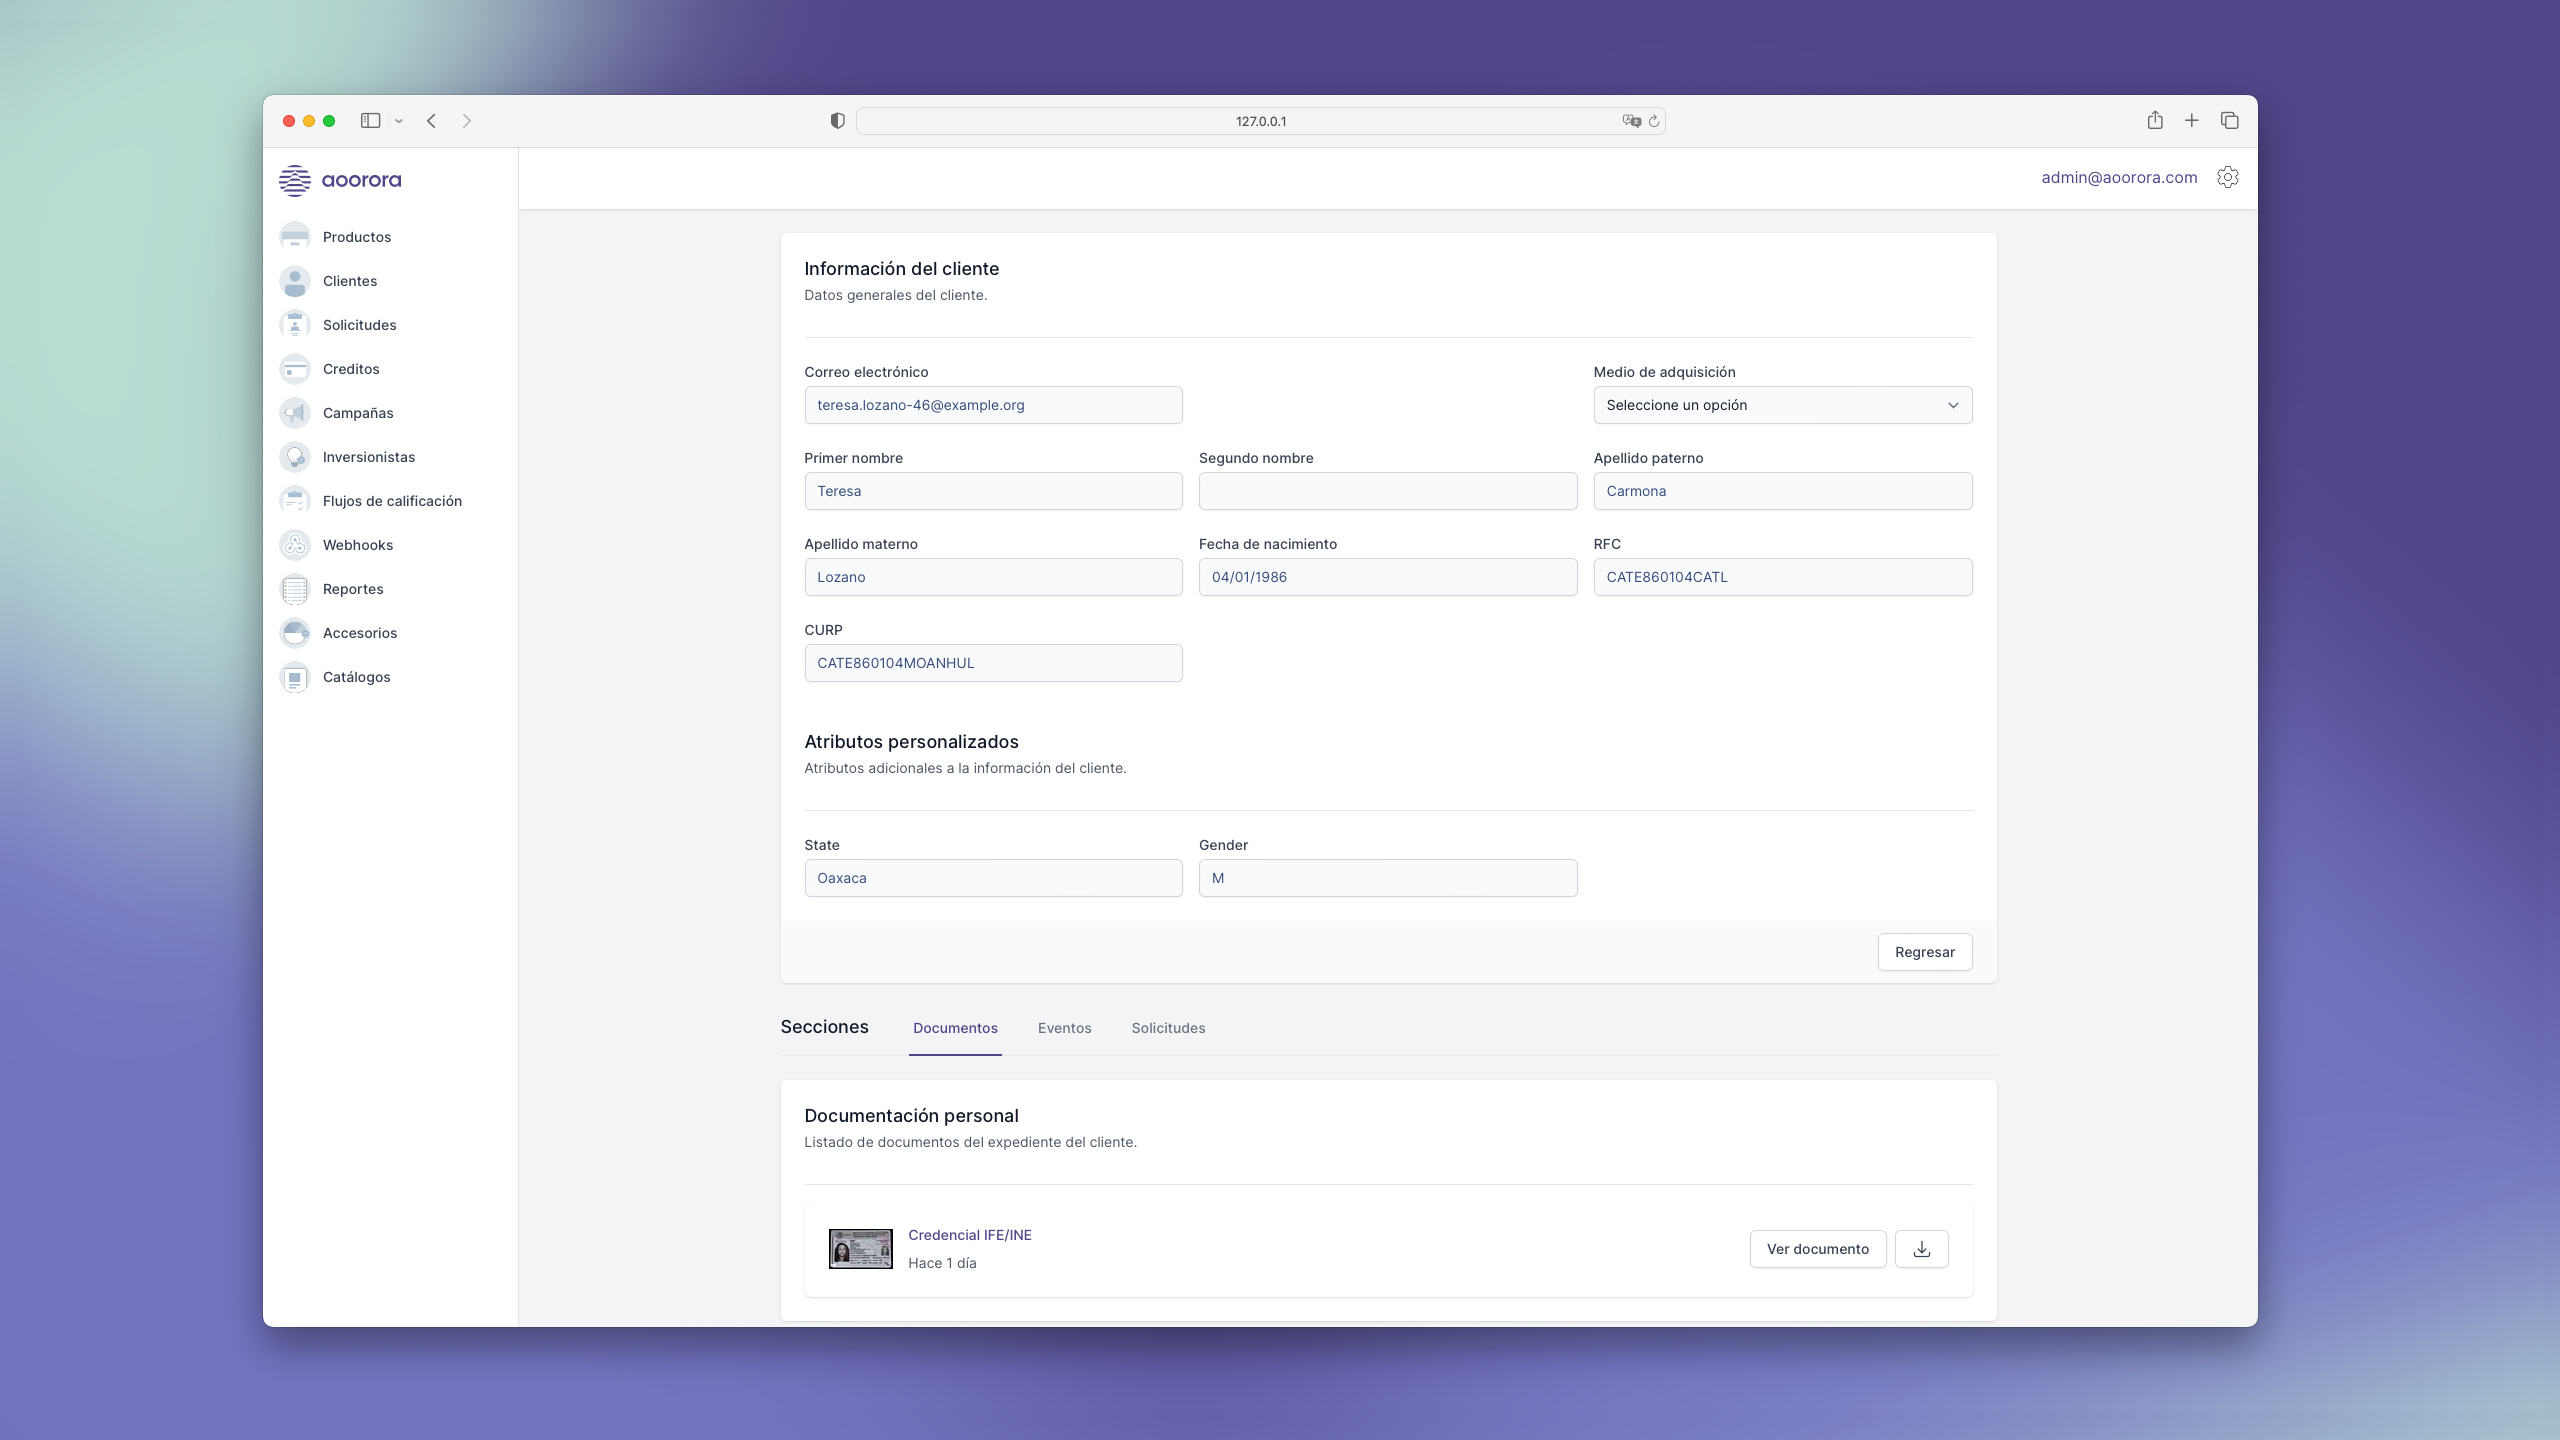 127.0.0.1
aoorora
admin@aoorora.com
Productos
Clientes
Solicitudes
Creditos
Campañas
Inversionistas
Flujos de calificación
Webhooks
Reportes
Accesorios
Catálogos
Información del cliente
Datos generales del cliente.
Correo electrónico
teresa.lozano-46@example.org
Medio de adquisición
Seleccione un opción
Primer nombre
Teresa
Segundo nombre
Apellido paterno
Carmona
Apellido materno
Lozano
Fecha de nacimiento
04/01/1986
RFC
CATE860104CATL
CURP
CATE860104MOANHUL
Atributos personalizados
Atributos adicionales a la información del cliente.
State
Oaxaca
Gender
M
Regresar
Secciones
Documentos
Eventos
Solicitudes
Documentación personal
Listado de documentos del expediente del cliente.
Credencial IFE/INE
Hace 1 día
Ver documento